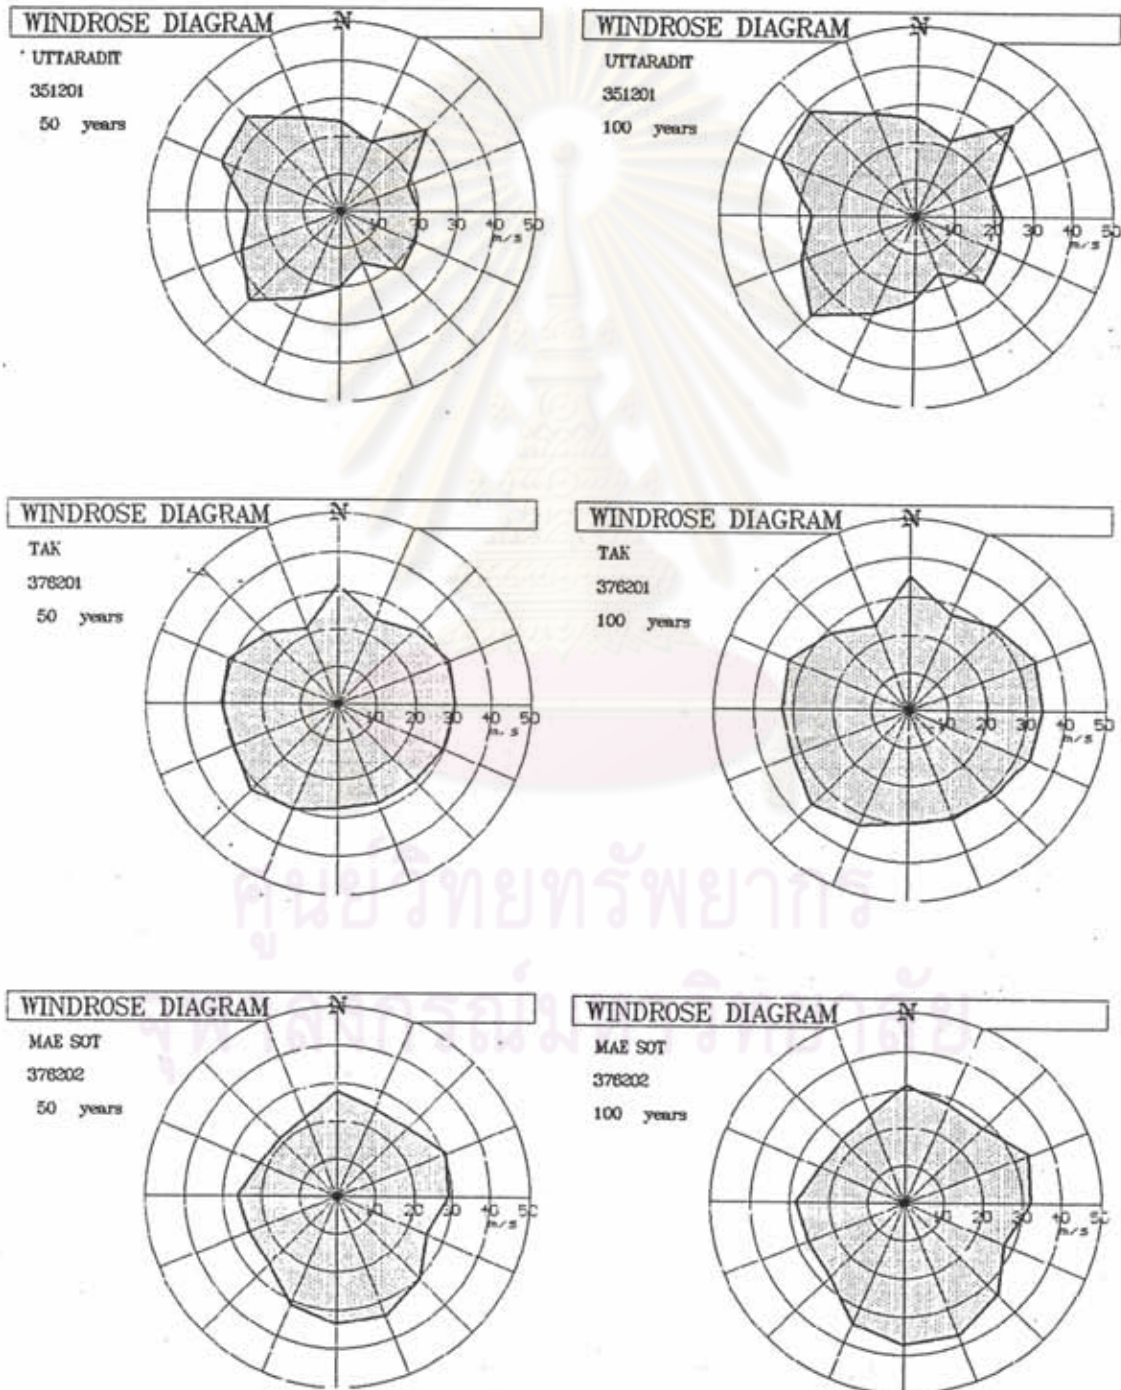 WINDROSE DIAGRAM
N
UTTARADIT
351201
50 years
10 20 30 40 50
m/s
WINDROSE DIAGRAM
N
UTTARADIT
351201
100 years
10 20 30 40 50
m/s
WINDROSE DIAGRAM
N
TAK
376201
50 years
10 20 30 40 50
m/s
WINDROSE DIAGRAM
N
TAK
376201
100 years
10 20 30 40 50
m/s
ศูนย์วิทยทรัพยากร
จุฬาลงกรณ์มหาวิทยาลัย
WINDROSE DIAGRAM
N
MAE SOT
376202
50 years
10 20 30 40 50
m/s
WINDROSE DIAGRAM
N
MAE SOT
376202
100 years
10 20 30 40 50
m/s